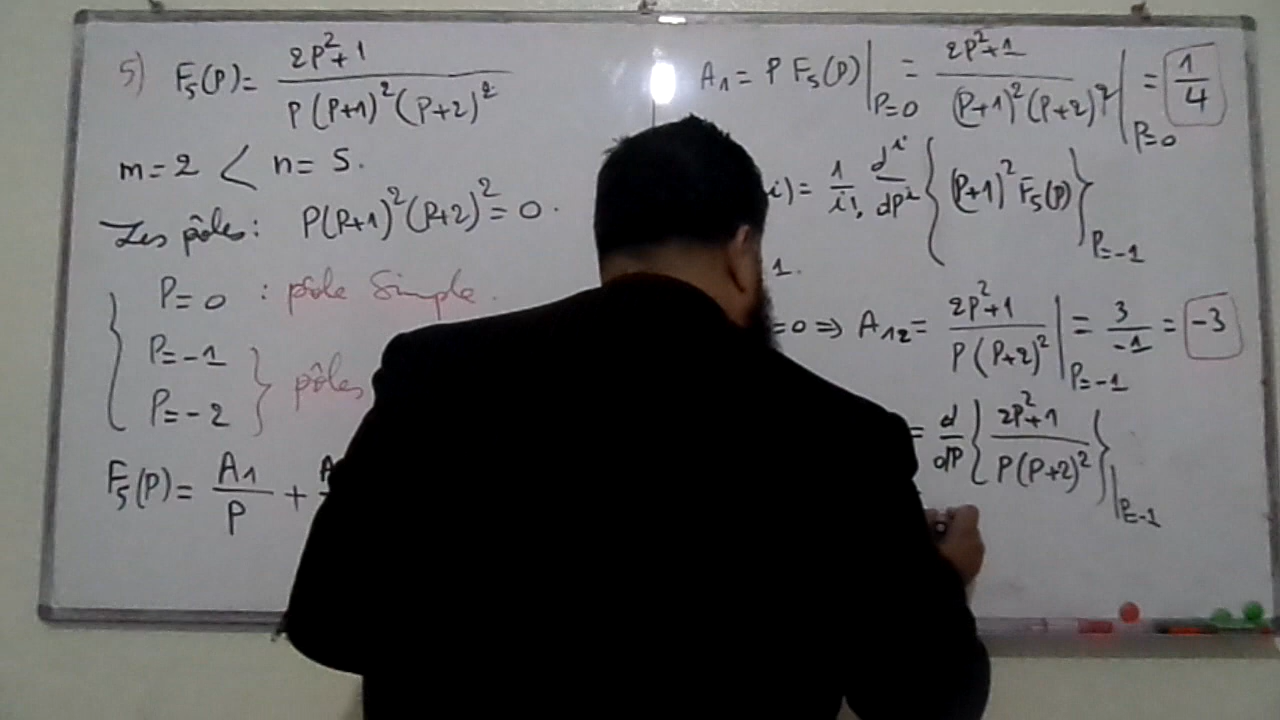 5) F₅(P) = (2P²+1) / (P(P+1)²(P+2)²)
m = 2 < n = 5.
Les pôles : P(P+1)²(P+2)² = 0.
P = 0 : pôle simple.
P = -1
P = -2 } pôles
F₅(P) = A₁/P + A
A₁ = P F₅(P)|P=0 = (2P²+1) / ((P+1)²(P+2)²)|P=0 = 1/4
i) = 1/i! dⁱ/dPⁱ {(P+1)² F₅(P)}P=-1
1.
=0 ⇒ A₁₂ = (2P²+1) / (P(P+2)²)|P=-1 = 3/-1 = -3
= d/dP {(2P²+1) / (P(P+2)²)}|P=-1